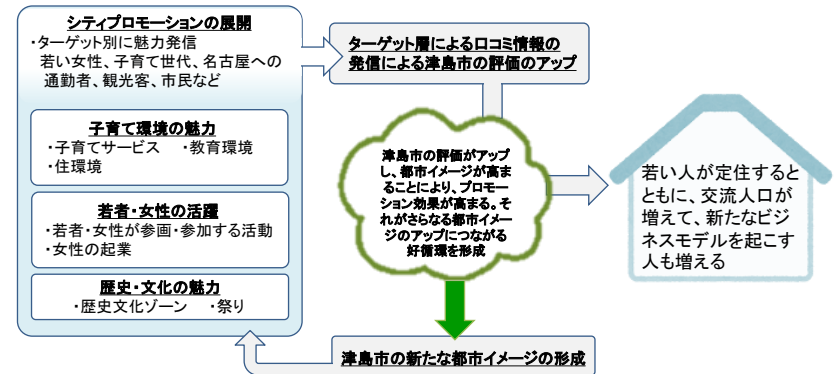 シティプロモーションの展開
・ターゲット別に魅力発信
若い女性、子育て世代、名古屋への
通勤者、観光客、市民など
子育て環境の魅力
・子育てサービス ・教育環境
・住環境
若者・女性の活躍
・若者・女性が参画・参加する活動
・女性の起業
歴史・文化の魅力
・歴史文化ゾーン ・祭り
ターゲット層による口コミ情報の
発信による津島市の評価のアップ
津島市の評価がアップ
し、都市イメージが高ま
ることにより、プロモー
ション効果が高まる。そ
れがさらなる都市イメー
ジのアップにつながる
好循環を形成
若い人が定住すると
ともに、交流人口が
増えて、新たなビジ
ネスモデルを起こす
人も増える
津島市の新たな都市イメージの形成